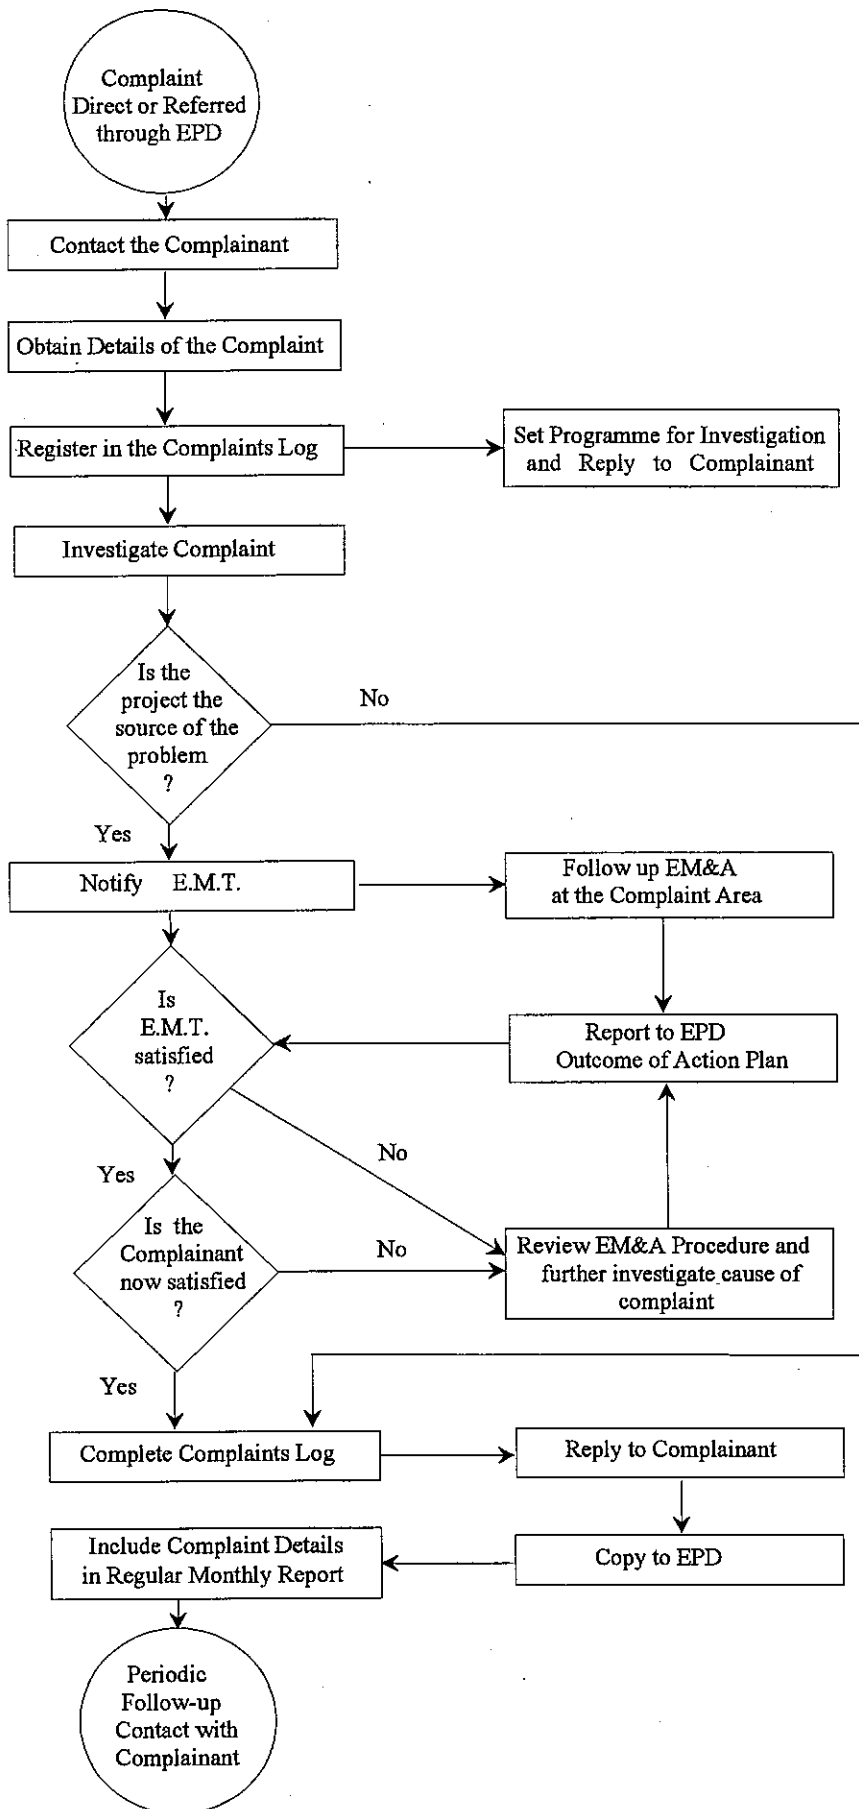 Complaint
Direct or Referred
through EPD
Contact the Complainant
Obtain Details of the Complaint
Register in the Complaints Log
Set Programme for Investigation
and Reply to Complainant
Investigate Complaint
Is the
project the
source of the
problem
?
No
Yes
Notify E.M.T.
Follow up EM&A
at the Complaint Area
Is
E.M.T.
satisfied
?
Report to EPD
Outcome of Action Plan
No
Yes
Is the
Complainant
now satisfied
?
No
Review EM&A Procedure and
further investigate cause of
complaint
Yes
Complete Complaints Log
Reply to Complainant
Include Complaint Details
in Regular Monthly Report
Copy to EPD
Periodic
Follow-up
Contact with
Complainant